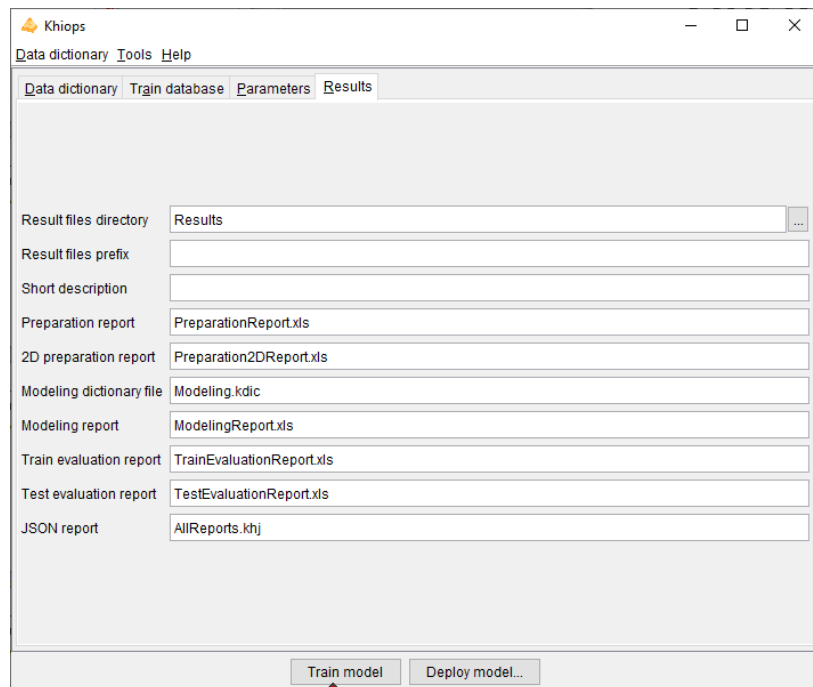 Khiops
Data dictionary Tools Help
Data dictionary Train database Parameters Results
Result files directory Results ...
Result files prefix
Short description
Preparation report PreparationReport.xls
2D preparation report Preparation2DReport.xls
Modeling dictionary file Modeling.kdic
Modeling report ModelingReport.xls
Train evaluation report TrainEvaluationReport.xls
Test evaluation report TestEvaluationReport.xls
JSON report AllReports.khj
Train model Deploy model...